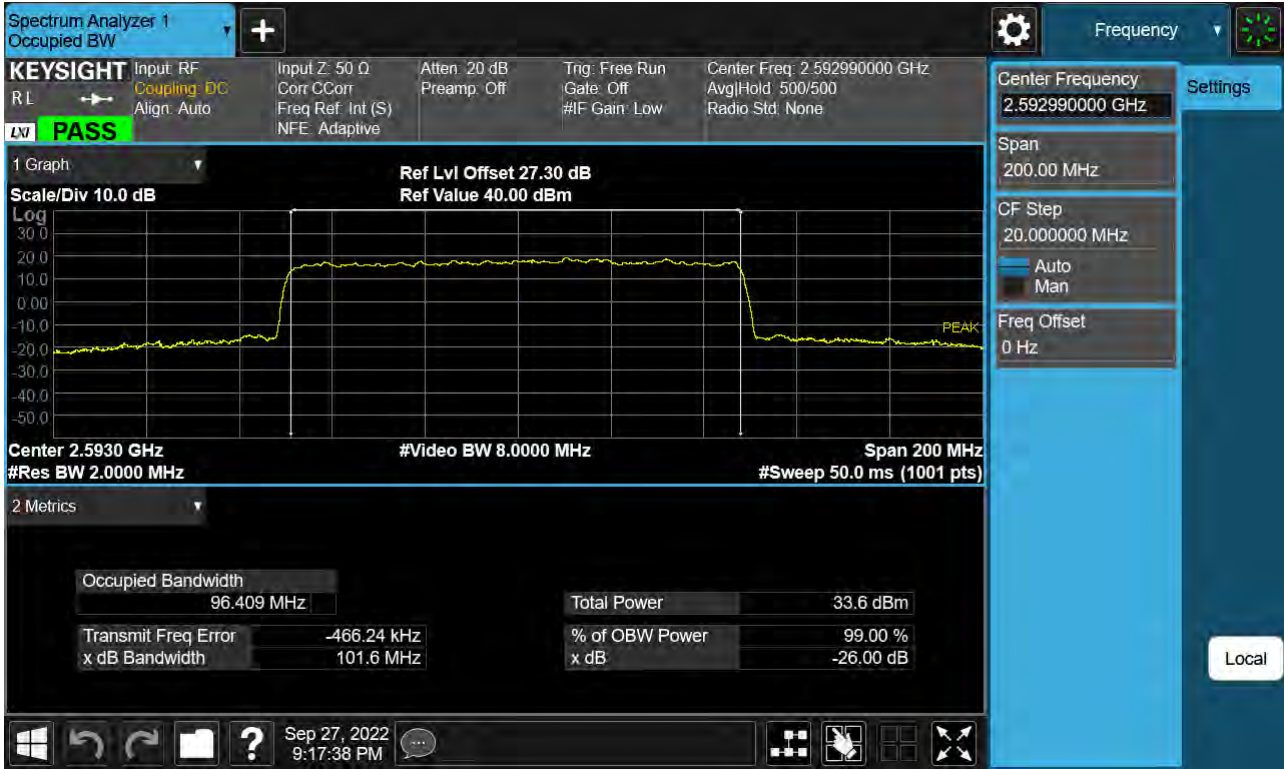 Spectrum Analyzer 1
Occupied BW
Frequency
KEYSIGHT
R L
LXI
PASS
Input: RF
Coupling: DC
Align: Auto
Input Z: 50 Ω
Corr CCorr
Freq Ref: Int (S)
NFE: Adaptive
Atten: 20 dB
Preamp: Off
Trig: Free Run
Gate: Off
#IF Gain: Low
Center Freq: 2.592990000 GHz
Avg|Hold: 500/500
Radio Std: None
Center Frequency
2.592990000 GHz
Settings
Span
200.00 MHz
CF Step
20.000000 MHz
Auto
Man
Freq Offset
0 Hz
Local
1 Graph
Scale/Div 10.0 dB
Ref Lvl Offset 27.30 dB
Ref Value 40.00 dBm
Log
30.0
20.0
10.0
0.00
-10.0
-20.0
-30.0
-40.0
-50.0
PEAK
Center 2.5930 GHz
#Video BW 8.0000 MHz
Span 200 MHz
#Res BW 2.0000 MHz
#Sweep 50.0 ms (1001 pts)
2 Metrics
Occupied Bandwidth
96.409 MHz
Total Power 33.6 dBm
Transmit Freq Error -466.24 kHz
% of OBW Power 99.00 %
x dB Bandwidth 101.6 MHz
x dB -26.00 dB
?
Sep 27, 2022
9:17:38 PM